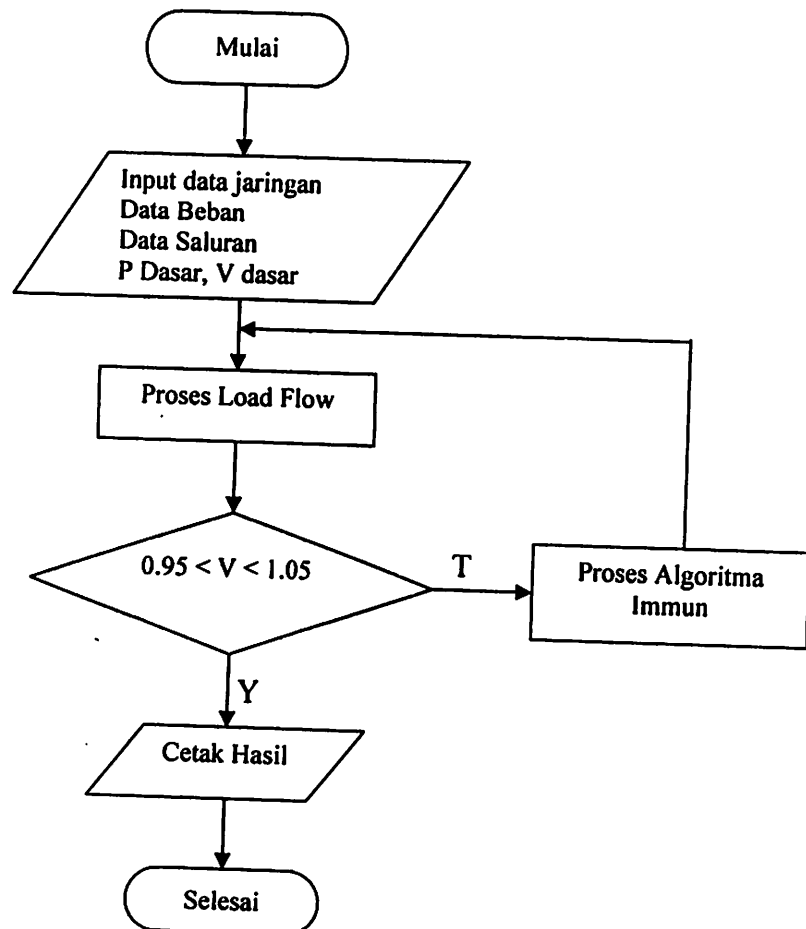 Mulai
Input data jaringan
Data Beban
Data Saluran
P Dasar, V dasar
Proses Load Flow
0.95 < V < 1.05
T
Proses Algoritma
Immun
Y
Cetak Hasil
Selesai